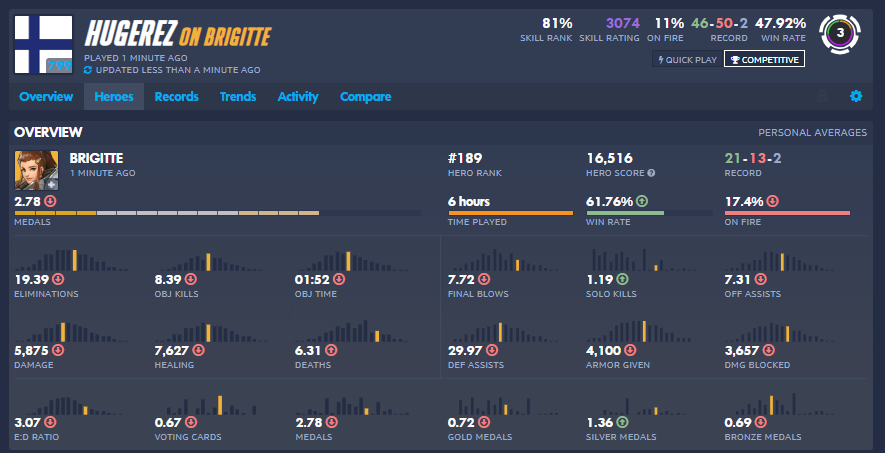 HUGEREZ ON BRIGITTE
PLAYED 1 MINUTE AGO
UPDATED LESS THAN A MINUTE AGO
799
81% 3074 11% 46-50-2 47.92%
SKILL RANK SKILL RATING ON FIRE RECORD WIN RATE
3
QUICK PLAY COMPETITIVE
Overview Heroes Records Trends Activity Compare
OVERVIEW PERSONAL AVERAGES
BRIGITTE
1 MINUTE AGO
#189 16,516 21-13-2
HERO RANK HERO SCORE RECORD
2.78
MEDALS
6 hours 61.76% 17.4%
TIME PLAYED WIN RATE ON FIRE
19.39 8.39 01:52 7.72 1.19 7.31
ELIMINATIONS OBJ KILLS OBJ TIME FINAL BLOWS SOLO KILLS OFF ASSISTS
5,875 7,627 6.31 29.97 4,100 3,657
DAMAGE HEALING DEATHS DEF ASSISTS ARMOR GIVEN DMG BLOCKED
3.07 0.67 2.78 0.72 1.36 0.69
E:D RATIO VOTING CARDS MEDALS GOLD MEDALS SILVER MEDALS BRONZE MEDALS